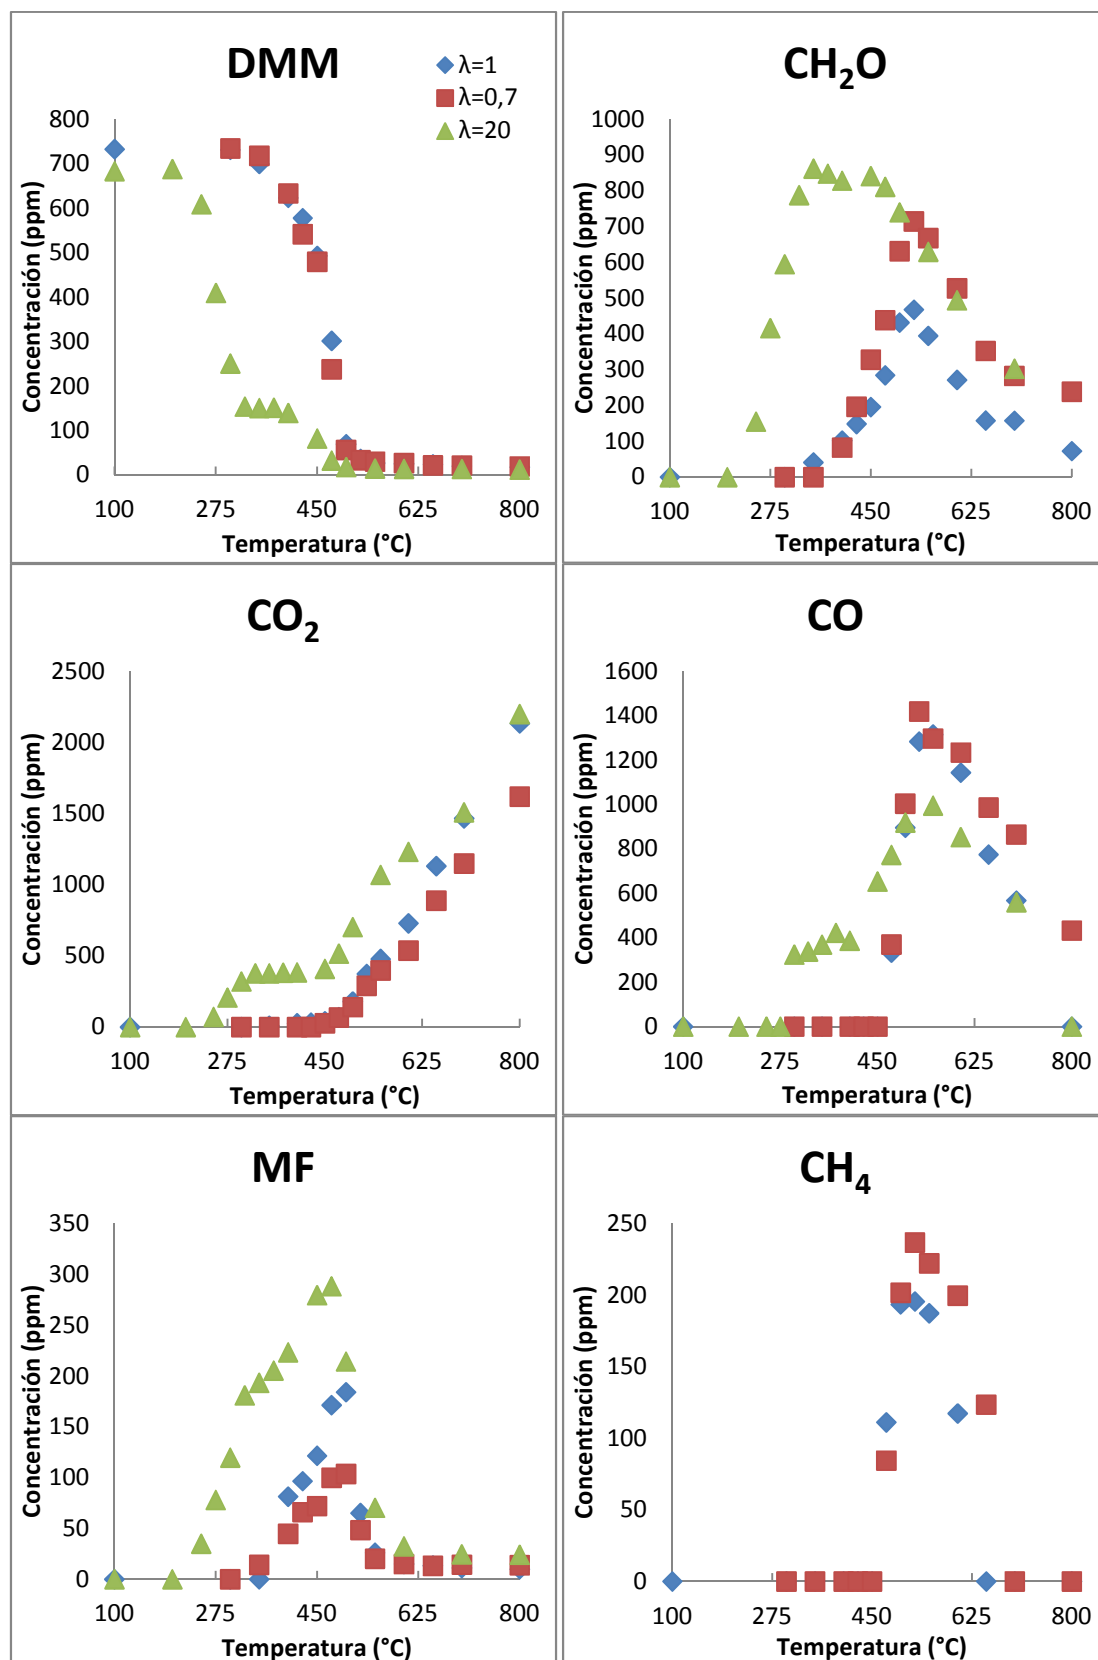 DMM
λ=1
λ=0,7
λ=20
Concentración (ppm)
800
700
600
500
400
300
200
100
0
100 275 450 625 800
Temperatura (°C)
CH₂O
Concentración (ppm)
1000
900
800
700
600
500
400
300
200
100
0
100 275 450 625 800
Temperatura (°C)
CO₂
Concentración (ppm)
2500
2000
1500
1000
500
0
100 275 450 625 800
Temperatura (°C)
CO
Concentración (ppm)
1600
1400
1200
1000
800
600
400
200
0
100 275 450 625 800
Temperatura (°C)
MF
Concentración (ppm)
350
300
250
200
150
100
50
0
100 275 450 625 800
Temperatura (°C)
CH₄
Concentración (ppm)
250
200
150
100
50
0
100 275 450 625 800
Temperatura (°C)